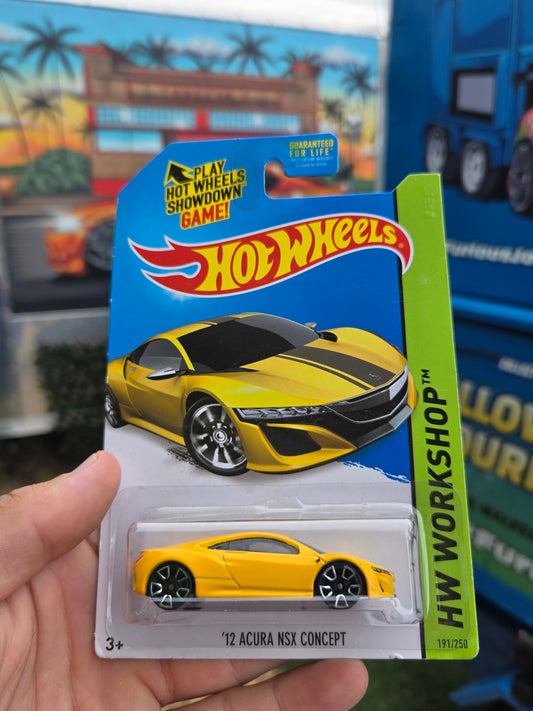 GUARANTEED
FOR LIFE*
PLAY
HOT WHEELS
SHOWDOWN
GAME!
HOT WHEELS
HW WORKSHOP™
'12 ACURA NSX CONCEPT
3+
191/250